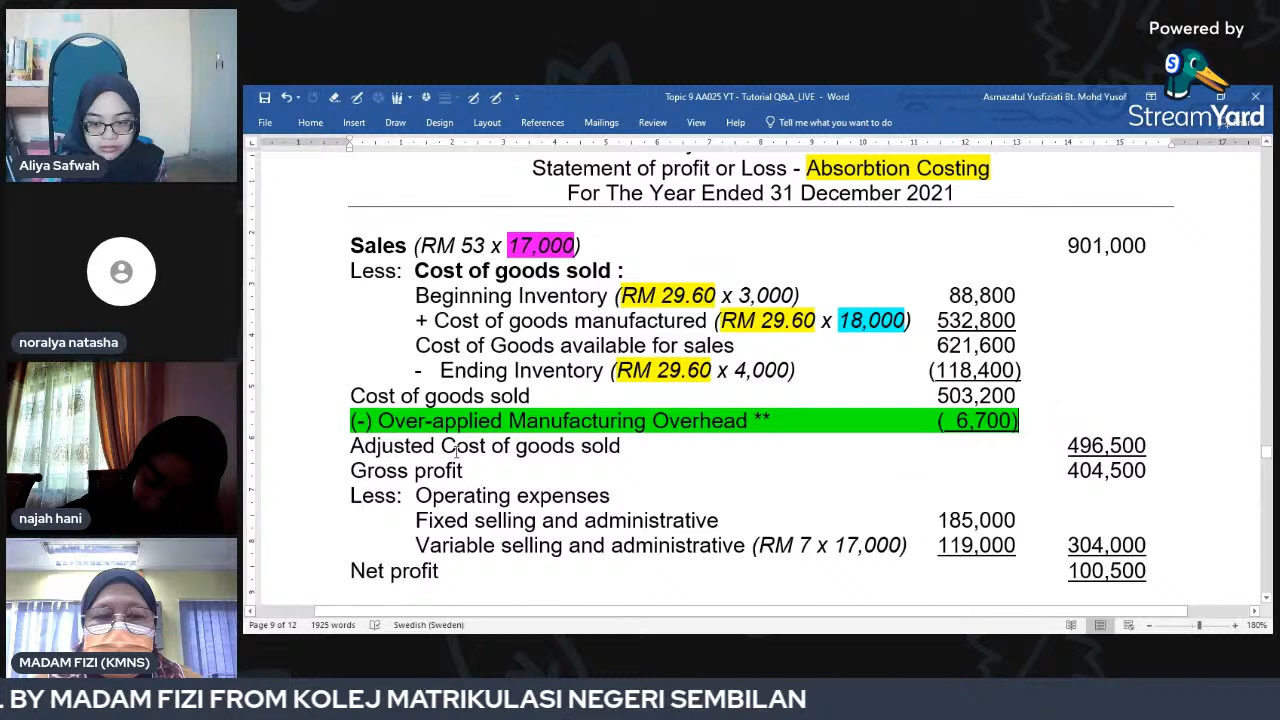 Powered by
StreamYard
Topic 9 AA025 YT - Tutorial Q&A_LIVE - Word
Asmazatul Yusfiziati Bt. Mohd Yusof
File Home Insert Draw Design Layout References Mailings Review View Help Tell me what you want to do
Statement of profit or Loss - Absorbtion Costing
For The Year Ended 31 December 2021
Sales (RM 53 x 17,000) 901,000
Less: Cost of goods sold :
Beginning Inventory (RM 29.60 x 3,000) 88,800
+ Cost of goods manufactured (RM 29.60 x 18,000) 532,800
Cost of Goods available for sales 621,600
- Ending Inventory (RM 29.60 x 4,000) (118,400)
Cost of goods sold 503,200
(-) Over-applied Manufacturing Overhead ** ( 6,700)
Adjusted Cost of goods sold 496,500
Gross profit 404,500
Less: Operating expenses
Fixed selling and administrative 185,000
Variable selling and administrative (RM 7 x 17,000) 119,000 304,000
Net profit 100,500
Page 9 of 12 1925 words Swedish (Sweden) 180%
Aliya Safwah
noralya natasha
najah hani
MADAM FIZI (KMNS)
BY MADAM FIZI FROM KOLEJ MATRIKULASI NEGERI SEMBILAN